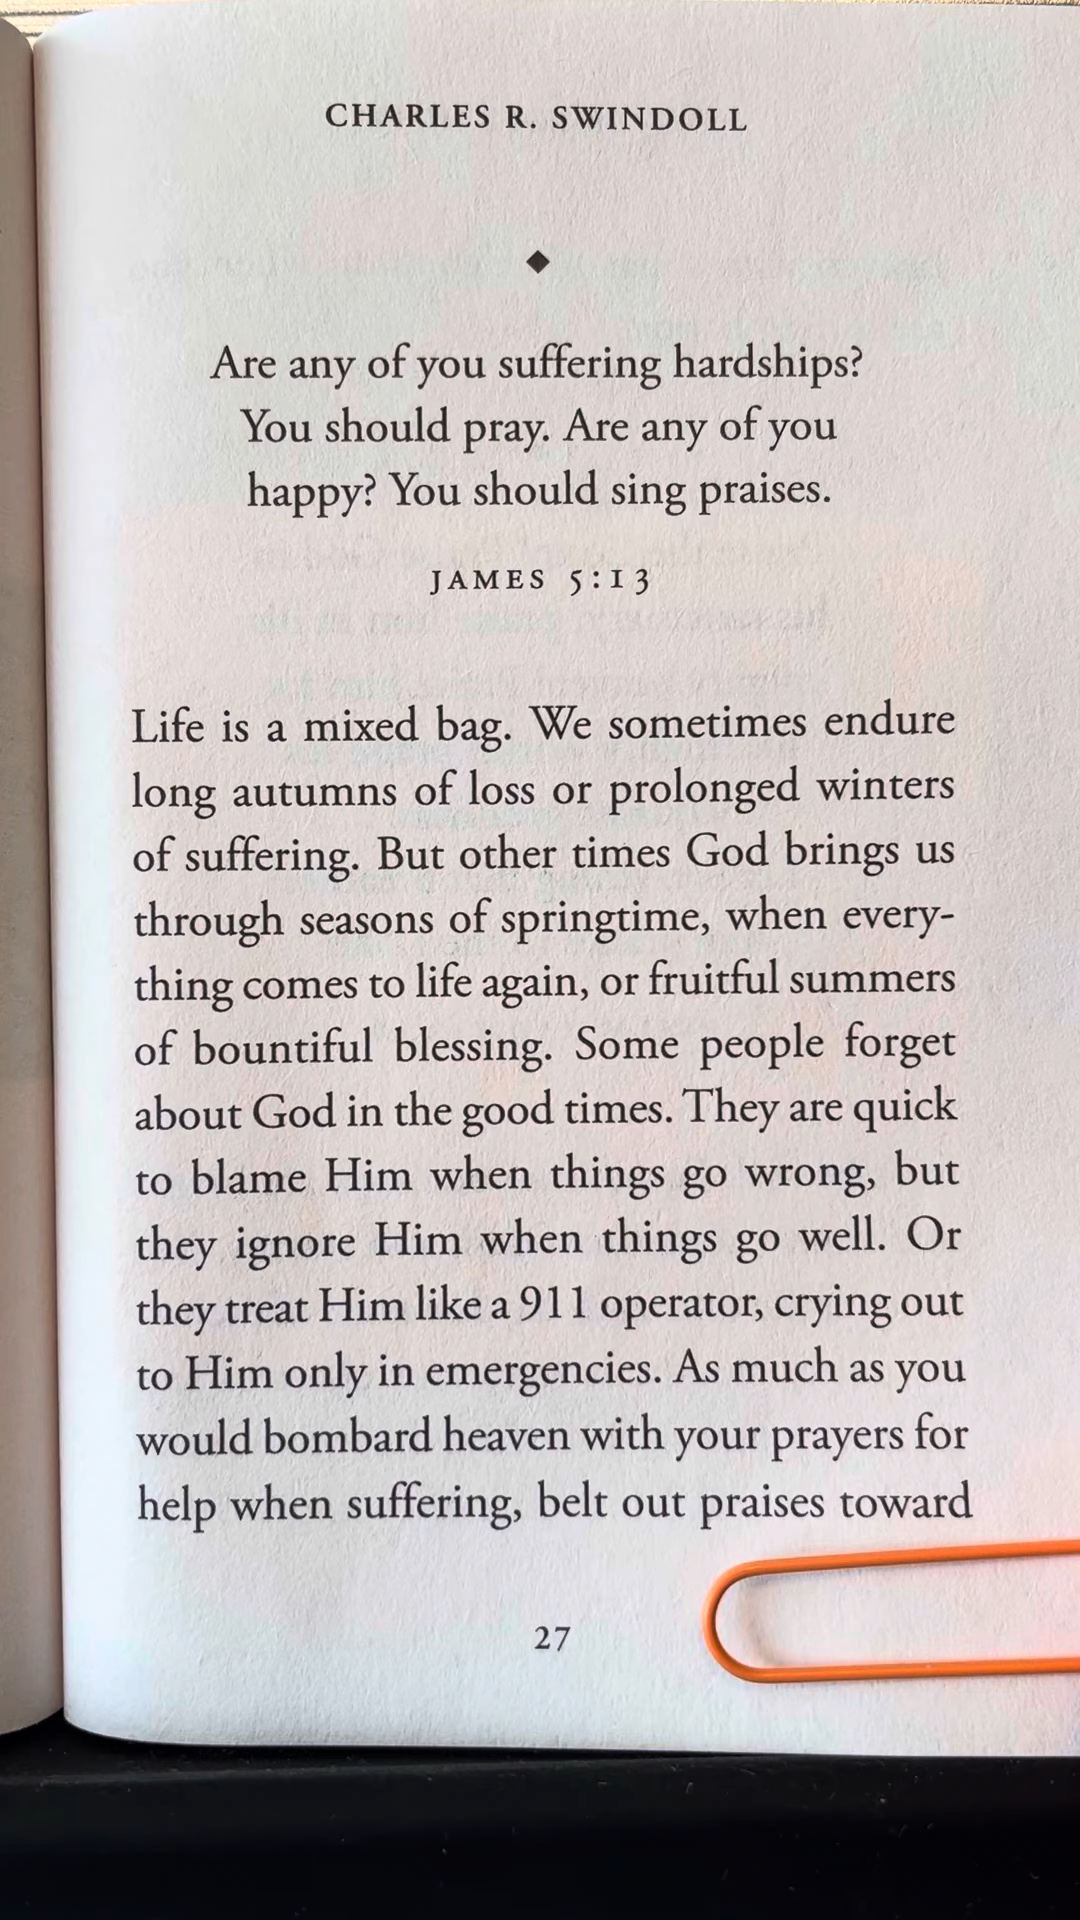 CHARLES R. SWINDOLL
Are any of you suffering hardships?
You should pray. Are any of you
happy? You should sing praises.
JAMES 5:13
Life is a mixed bag. We sometimes endure
long autumns of loss or prolonged winters
of suffering. But other times God brings us
through seasons of springtime, when every-
thing comes to life again, or fruitful summers
of bountiful blessing. Some people forget
about God in the good times. They are quick
to blame Him when things go wrong, but
they ignore Him when things go well. Or
they treat Him like a 911 operator, crying out
to Him only in emergencies. As much as you
would bombard heaven with your prayers for
help when suffering, belt out praises toward
27